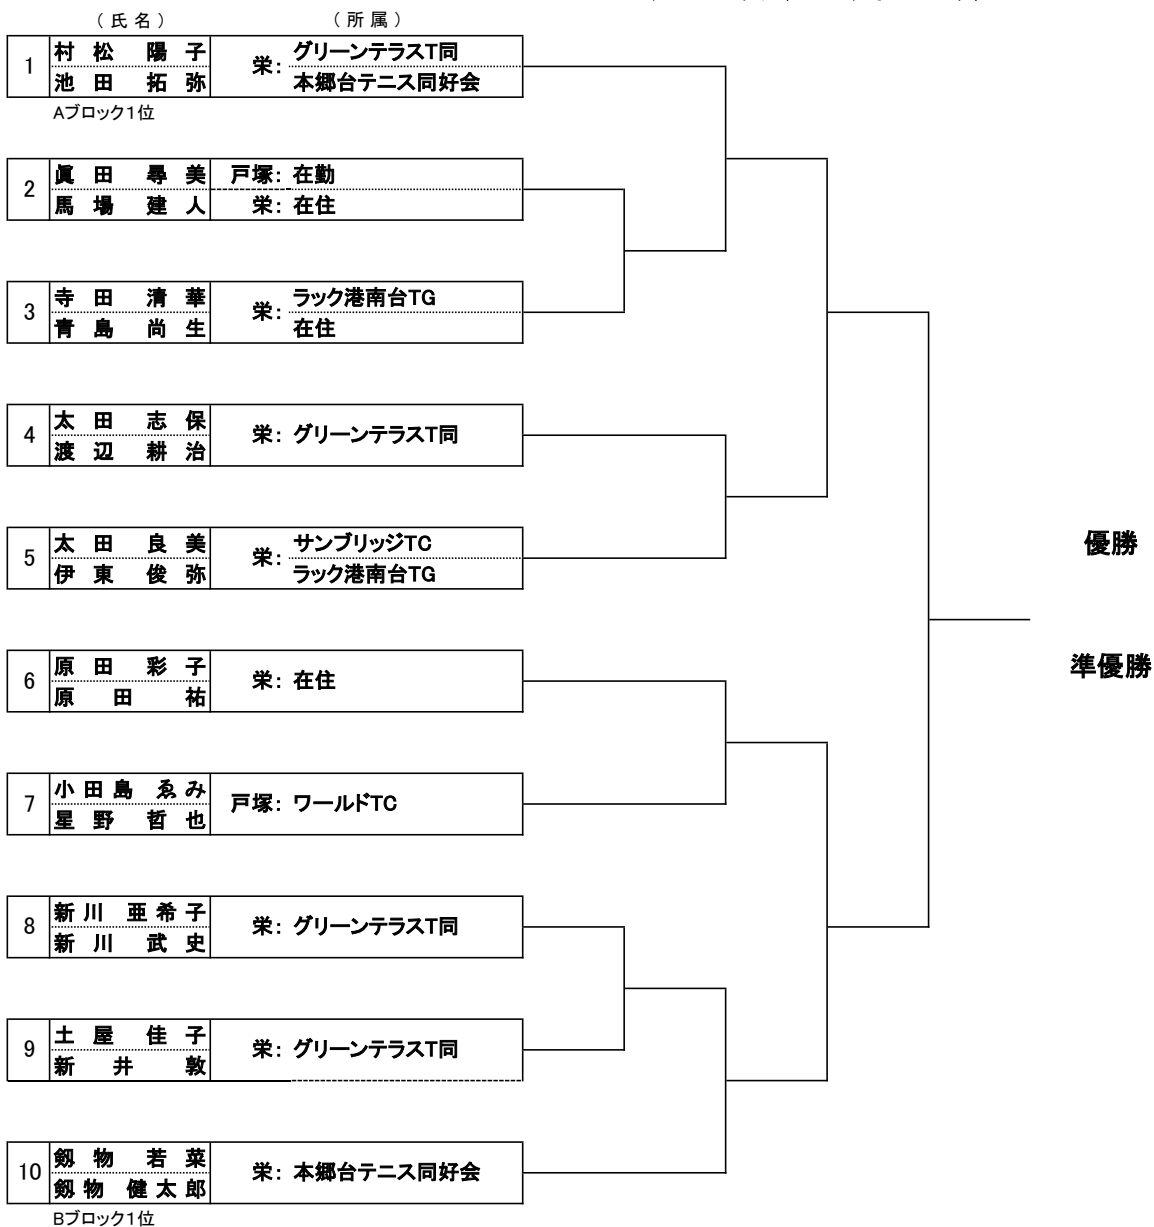 （氏名） （所属）
1 村松 陽子 栄： グリーンテラスT同
池田 拓弥 本郷台テニス同好会
Aブロック1位
2 眞田 尋美 戸塚： 在勤
馬場 建人 栄： 在住
3 寺田 清華 栄： ラック港南台TG
青島 尚生 在住
4 太田 志保 栄： グリーンテラスT同
渡辺 耕治
5 太田 良美 栄： サンブリッジTC
伊東 俊弥 ラック港南台TG
優勝
6 原田 彩子 栄： 在住
原田 祐
準優勝
7 小田島 ゑみ 戸塚： ワールドTC
星野 哲也
8 新川 亜希子 栄： グリーンテラスT同
新川 武史
9 土屋 佳子 栄： グリーンテラスT同
新井 敦
10 剱物 若菜 栄： 本郷台テニス同好会
剱物 健太郎
Bブロック1位